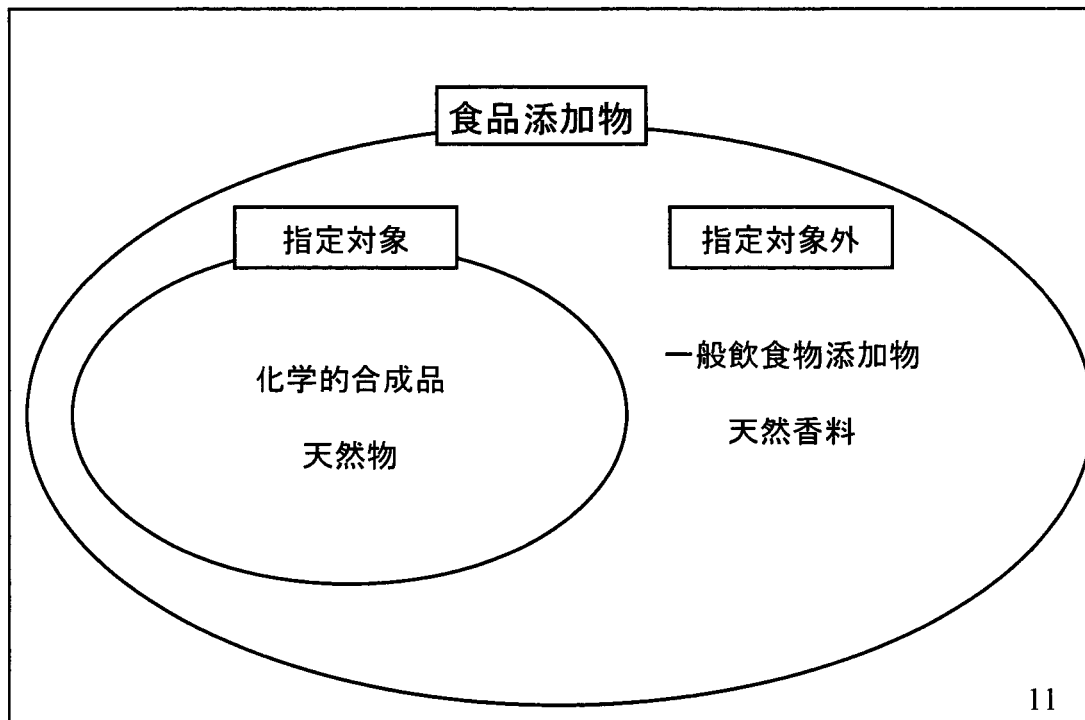 食品添加物
指定対象
指定対象外
化学的合成品
天然物
一般飲食物添加物
天然香料
11